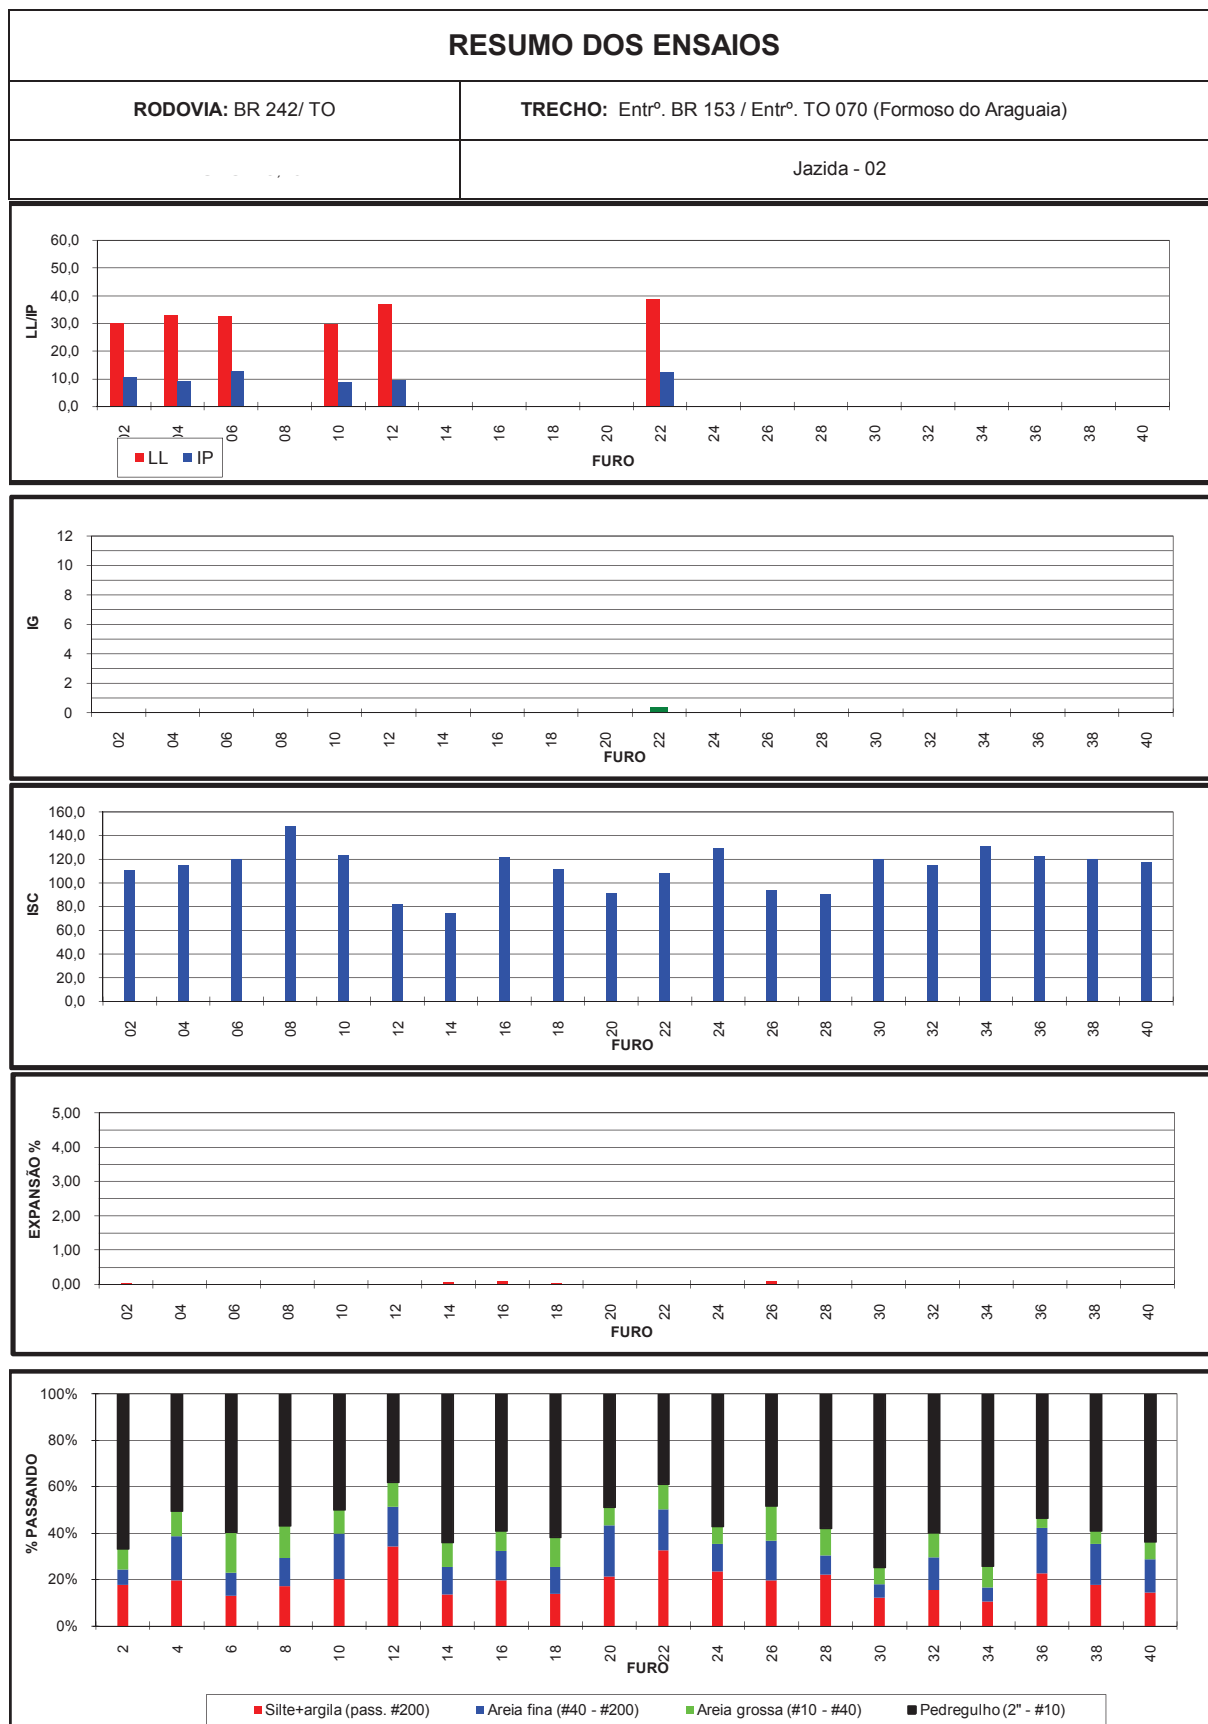 RESUMO DOS ENSAIOS
RODOVIA: BR 242/ TO
TRECHO: Entrº. BR 153 / Entrº. TO 070 (Formoso do Araguaia)
Jazida - 02
LL/IP
60,0
50,0
40,0
30,0
20,0
10,0
0,0
02 04 06 08 10 12 14 16 18 20 22 24 26 28 30 32 34 36 38 40
FURO
LL IP
IG
12
10
8
6
4
2
0
02 04 06 08 10 12 14 16 18 20 22 24 26 28 30 32 34 36 38 40
FURO
ISC
160,0
140,0
120,0
100,0
80,0
60,0
40,0
20,0
0,0
02 04 06 08 10 12 14 16 18 20 22 24 26 28 30 32 34 36 38 40
FURO
EXPANSÃO %
5,00
4,00
3,00
2,00
1,00
0,00
02 04 06 08 10 12 14 16 18 20 22 24 26 28 30 32 34 36 38 40
FURO
% PASSANDO
100%
80%
60%
40%
20%
0%
2 4 6 8 10 12 14 16 18 20 22 24 26 28 30 32 34 36 38 40
FURO
Silte+argila (pass. #200) Areia fina (#40 - #200) Areia grossa (#10 - #40) Pedregulho (2" - #10)